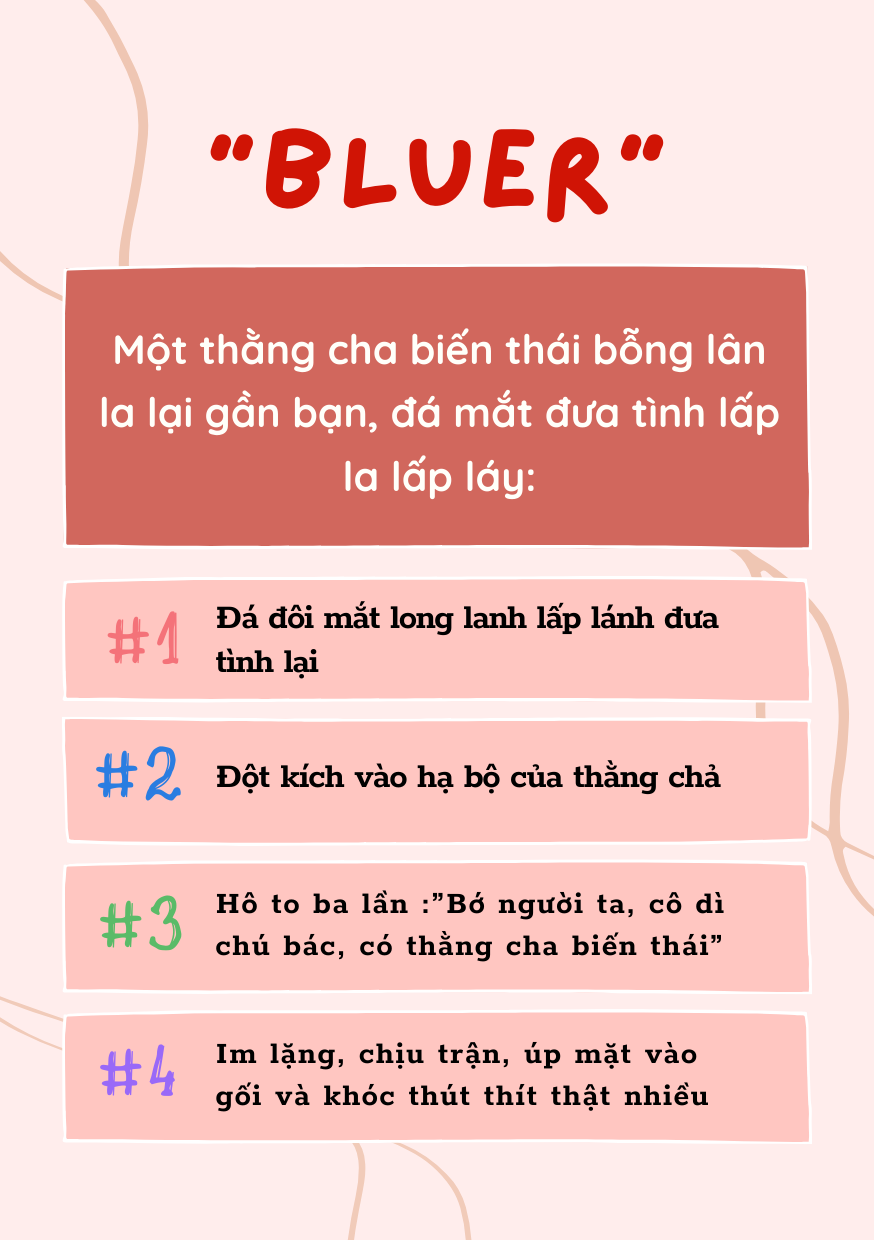 "BLUER"
Một thằng cha biến thái bỗng lân
la lại gần bạn, đá mắt đưa tình lấp
la lấp láy:
#1
Đá đôi mắt long lanh lấp lánh đưa
tình lại
#2
Đột kích vào hạ bộ của thằng chả
#3
Hô to ba lần :”Bớ người ta, cô dì
chú bác, có thằng cha biến thái”
#4
Im lặng, chịu trận, úp mặt vào
gối và khóc thút thít thật nhiều